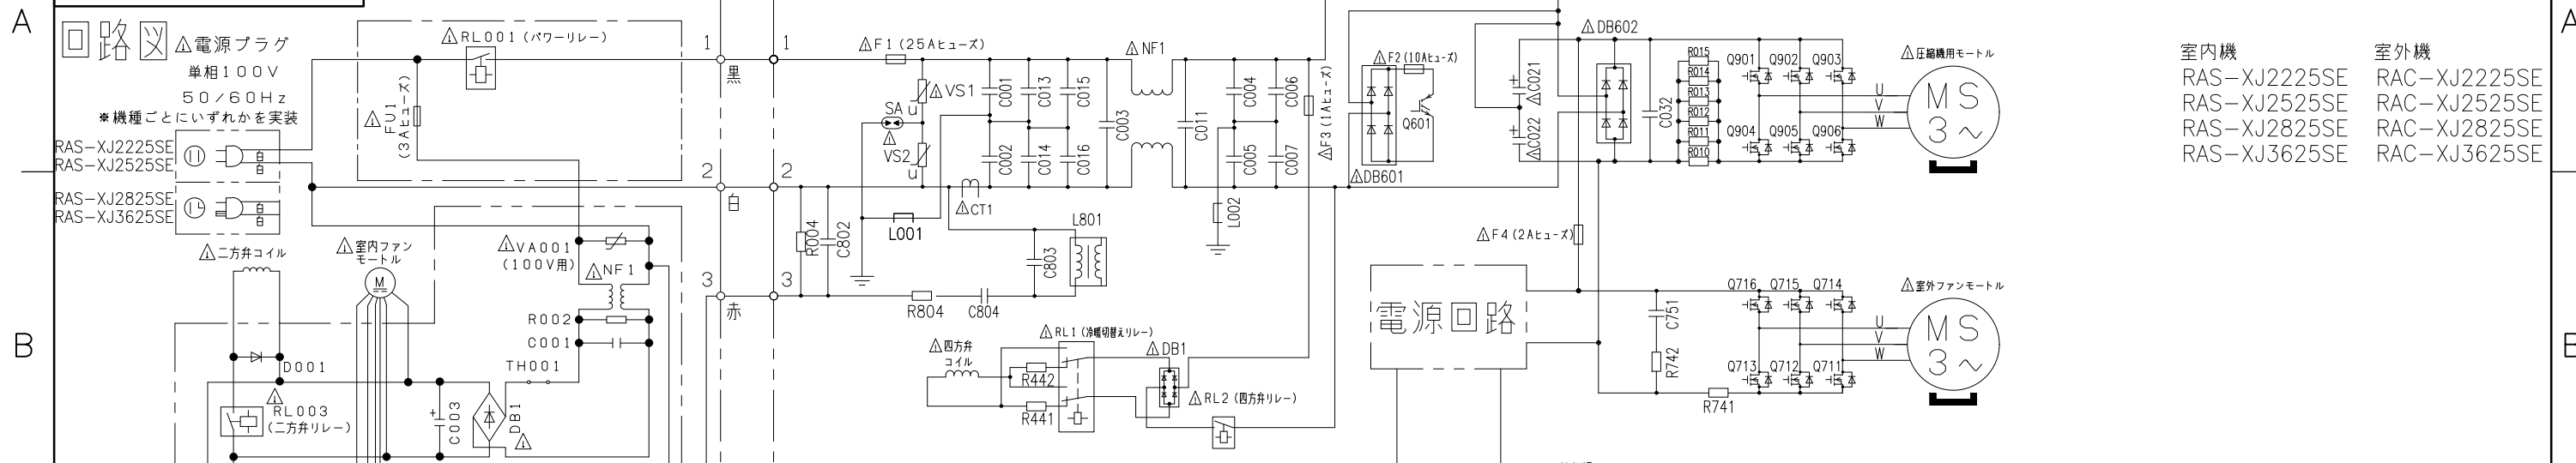 A
A
回路図
⚠電源プラグ
単相100V
50/60Hz
※機種ごとにいずれかを実装
RAS-XJ2225SE
RAS-XJ2525SE
白
白
RAS-XJ2825SE
RAS-XJ3625SE
白
白
⚠RL001(パワーリレー)
⚠FU1
(3Aヒューズ)
1
1
黒
2
2
白
3
3
赤
⚠F1(25Aヒューズ)
⚠VS1
u
SA
⚠
VS2
u
C001
C013
C015
C002
C014
C016
C003
⚠NF1
C011
C004
C006
C005
C007
⚠F3(1Aヒューズ)
⚠F2(10Aヒューズ)
Q601
⚠DB601
⚠CT1
L001
R004
C802
L801
C803
R804
C804
L002
⚠C021
⚠C022
+
+
⚠DB602
C032
R015
R014
R013
R012
R011
R010
Q901
Q902
Q903
Q904
Q905
Q906
U
V
W
⚠圧縮機用モートル
MS
3~
室内機
室外機
RAS-XJ2225SE
RAC-XJ2225SE
RAS-XJ2525SE
RAC-XJ2525SE
RAS-XJ2825SE
RAC-XJ2825SE
RAS-XJ3625SE
RAC-XJ3625SE
⚠F4(2Aヒューズ)
B
B
⚠二方弁コイル
⚠室内ファン
モートル
M
⚠VA001
(100V用)
⚠NF1
R002
C001
TH001
D001
⚠
RL003
(二方弁リレー)
+
C003
DB1
⚠
⚠四方弁
コイル
⚠RL1(冷暖切替えリレー)
R442
R441
⚠DB1
⚠RL2(四方弁リレー)
電源回路
C751
R742
R741
Q716
Q715
Q714
Q713
Q712
Q711
U
V
W
⚠室外ファンモートル
MS
3~